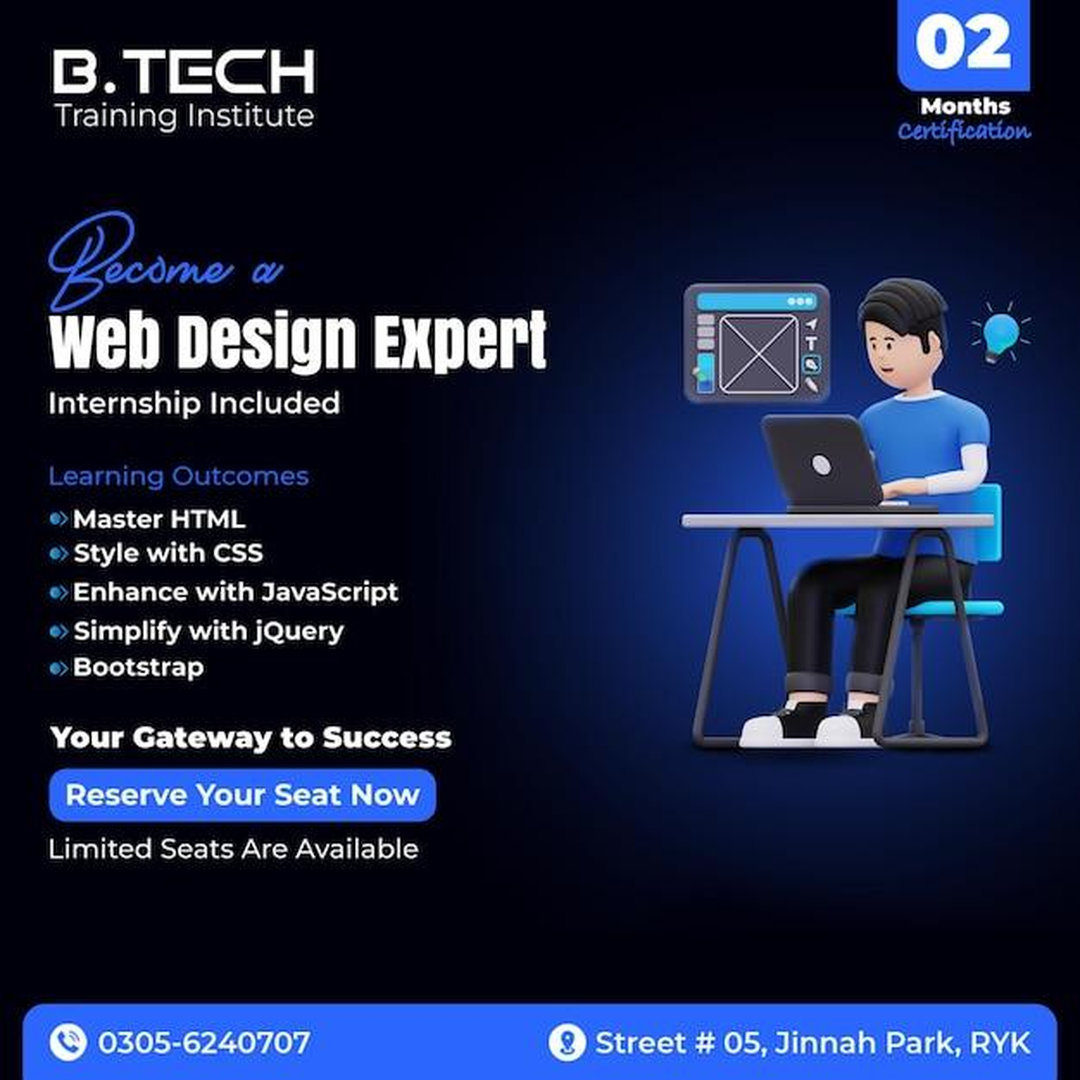 B.TECH
Training Institute
02
Months
Certification
Become a
Web Design Expert
Internship Included
Learning Outcomes
Master HTML
Style with CSS
Enhance with JavaScript
Simplify with jQuery
Bootstrap
Your Gateway to Success
Reserve Your Seat Now
Limited Seats Are Available
0305-6240707
Street # 05, Jinnah Park, RYK